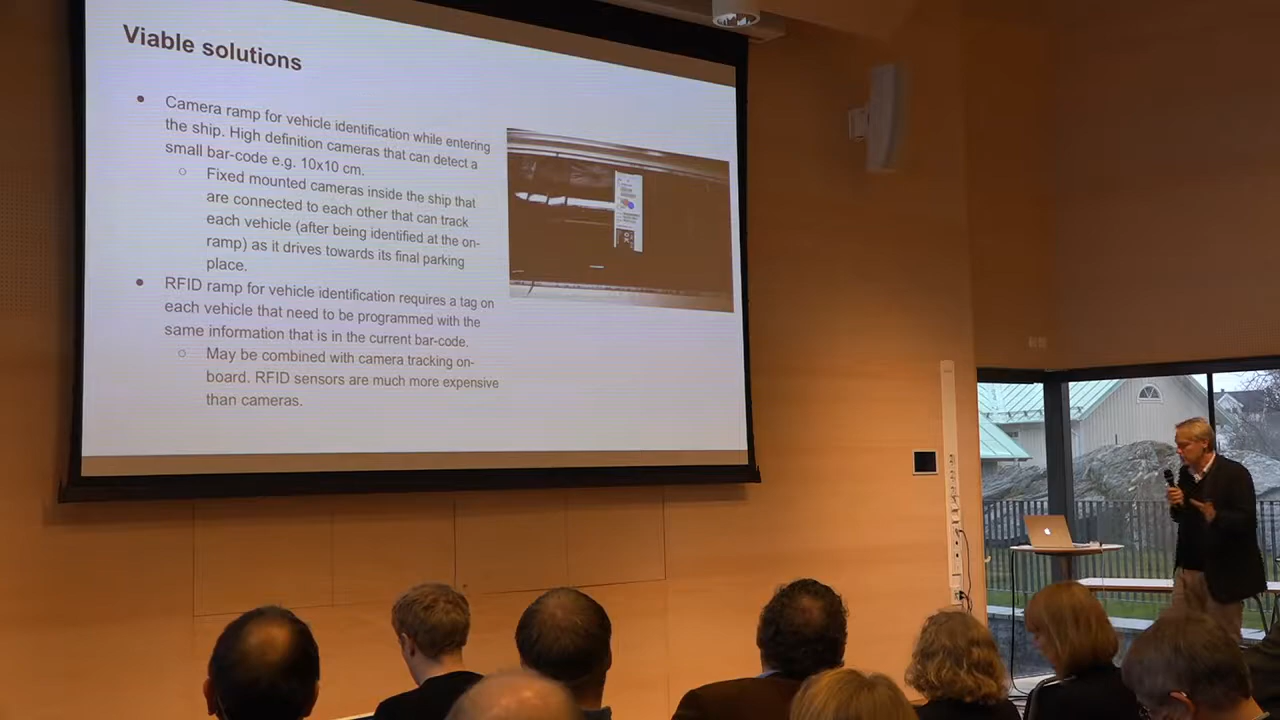 Viable solutions
Camera ramp for vehicle identification while entering
the ship. High definition cameras that can detect a
small bar-code e.g. 10x10 cm.
Fixed mounted cameras inside the ship that
are connected to each other that can track
each vehicle (after being identified at the on-
ramp) as it drives towards its final parking
place.
RFID ramp for vehicle identification requires a tag on
each vehicle that need to be programmed with the
same information that is in the current bar-code.
May be combined with camera tracking on-
board. RFID sensors are much more expensive
than cameras.